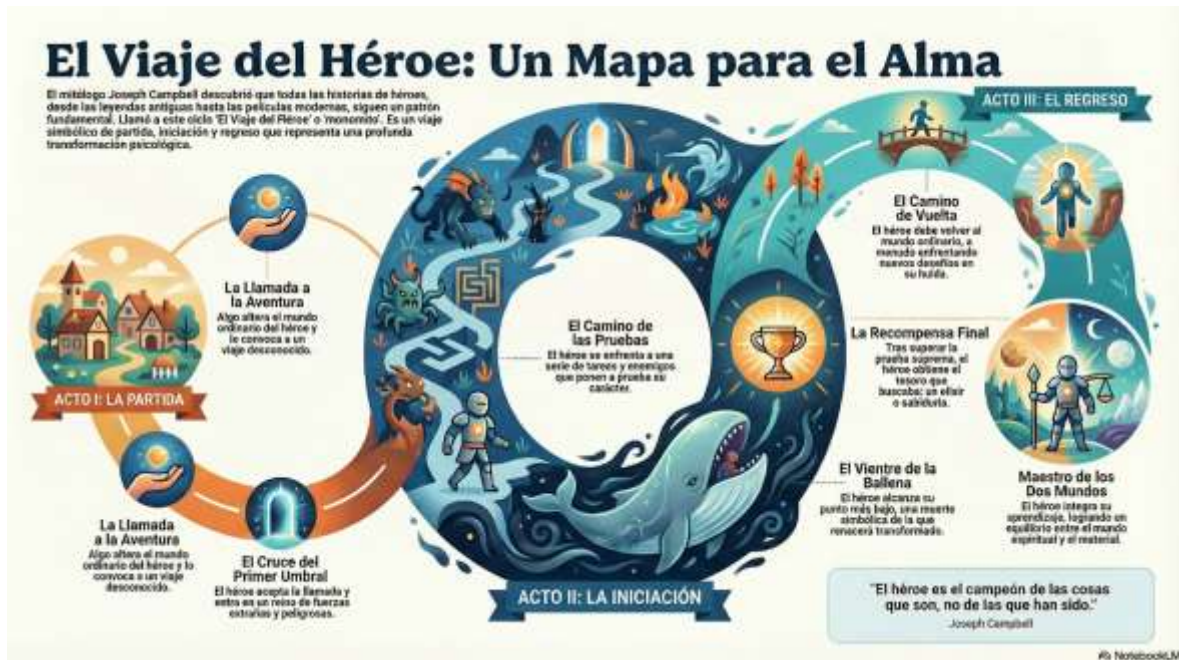 El Viaje del Héroe: Un Mapa para el Alma
El mitólogo Joseph Campbell descubrió que todas las historias de héroes,
desde las leyendas antiguas hasta las películas modernas, siguen un patrón
fundamental. Llamó a este ciclo 'El Viaje del Héroe' o 'monomito'. Es un viaje
simbólico de partida, iniciación y regreso que representa una profunda
transformación psicológica.
ACTO I: LA PARTIDA
La Llamada a
la Aventura
Algo altera el mundo
ordinario del héroe y
le convoca a un
viaje desconocido.
La Llamada
a la Aventura
Algo altera el mundo
ordinario del héroe y lo
convoca a un viaje
desconocido.
El Cruce del
Primer Umbral
El héroe acepta la llamada y
entra en un reino de fuerzas
extrañas y peligrosas.
ACTO II: LA INICIACIÓN
El Camino de
las Pruebas
El héroe se enfrenta a una
serie de tareas y enemigos
que ponen a prueba su
carácter.
El Vientre de la
Ballena
El héroe alcanza su
punto más bajo, una muerte
simbólica de la que
renacerá transformado.
La Recompensa Final
Tras superar la
prueba suprema, el
héroe obtiene el
tesoro que
buscaba: un elixir
o sabiduría.
ACTO III: EL REGRESO
El Camino
de Vuelta
El héroe debe volver al
mundo ordinario, a
menudo enfrentando
nuevos desafíos en
su huida.
Maestro de los
Dos Mundos
El héroe integra su
aprendizaje, logrando un
equilibrio entre el mundo
espiritual y el material.
"El héroe es el campeón de las cosas
que son, no de las que han sido."
Joseph Campbell
NotebookLM